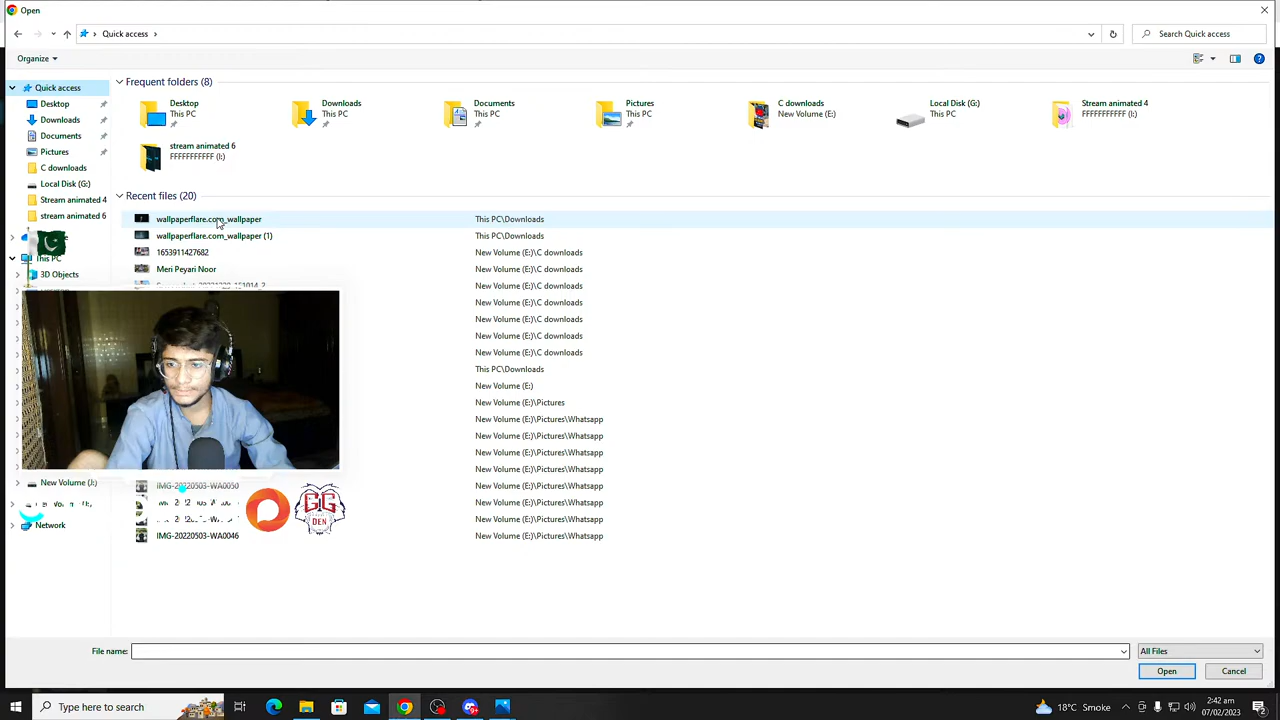 Open
Quick access
Search Quick access
Organize
Quick access
Desktop
Downloads
Documents
Pictures
C downloads
Local Disk (G:)
Stream animated 4
stream animated 6
This PC
3D Objects
New Volume (J:)
Network
Frequent folders (8)
Desktop
This PC
Downloads
This PC
Documents
This PC
Pictures
This PC
C downloads
New Volume (E:)
Local Disk (G:)
This PC
Stream animated 4
FFFFFFFFFFF (I:)
stream animated 6
FFFFFFFFFFF (I:)
Recent files (20)
wallpaperflare.com_wallpaper This PC\Downloads
wallpaperflare.com_wallpaper (1) This PC\Downloads
1653911427682 New Volume (E:)\C downloads
Meri Peyari Noor New Volume (E:)\C downloads
New Volume (E:)\C downloads
New Volume (E:)\C downloads
New Volume (E:)\C downloads
New Volume (E:)\C downloads
New Volume (E:)\C downloads
This PC\Downloads
New Volume (E:)
New Volume (E:)\Pictures
New Volume (E:)\Pictures\Whatsapp
New Volume (E:)\Pictures\Whatsapp
New Volume (E:)\Pictures\Whatsapp
New Volume (E:)\Pictures\Whatsapp
IMG-20220503-WA0050 New Volume (E:)\Pictures\Whatsapp
New Volume (E:)\Pictures\Whatsapp
New Volume (E:)\Pictures\Whatsapp
IMG-20220503-WA0046 New Volume (E:)\Pictures\Whatsapp
GG
DEN
File name:
All Files
Open
Cancel
Type here to search
18°C Smoke
2:42 am
07/02/2023
2